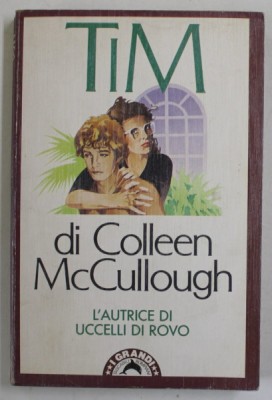 TiM
di Colleen
McCullough
L'AUTRICE DI
UCCELLI DI ROVO
I GRANDI